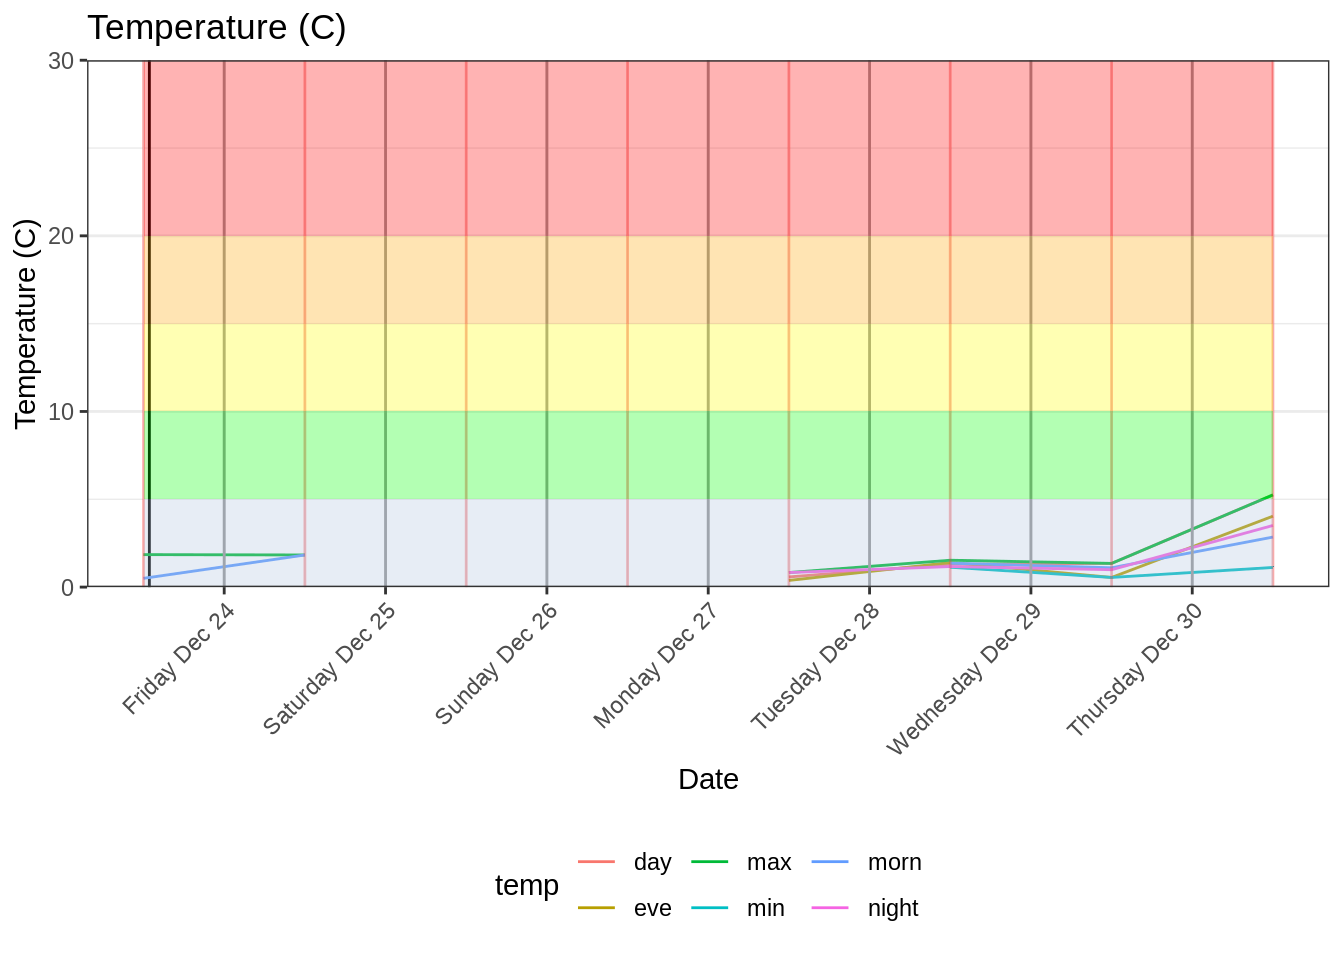 Temperature (C)
Temperature (C)
30
20
10
0
Friday Dec 24
Saturday Dec 25
Sunday Dec 26
Monday Dec 27
Tuesday Dec 28
Wednesday Dec 29
Thursday Dec 30
Date
temp
day max morn
eve min night